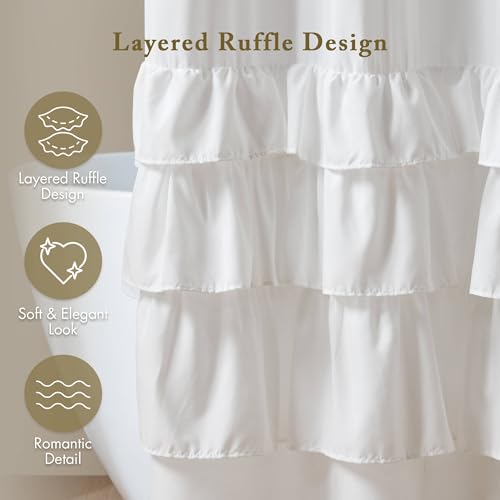 Layered Ruffle Design
Layered Ruffle
Design
Soft & Elegant
Look
Romantic
Detail